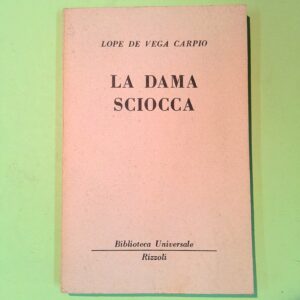 LOPE DE VEGA CARPIO
LA DAMA
SCIOCCA
Biblioteca Universale
Rizzoli